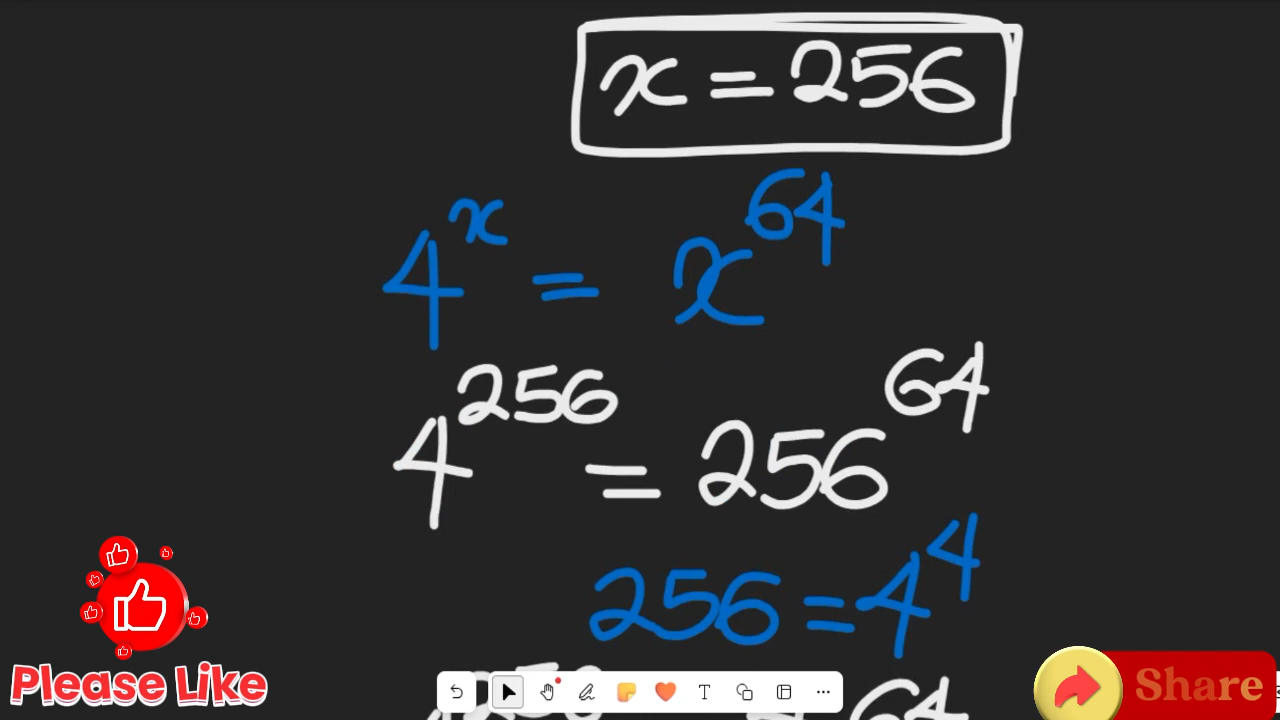 x = 256
4^x = x^64
4^256 = 256^64
256 = 4^4
Please Like
T
Share